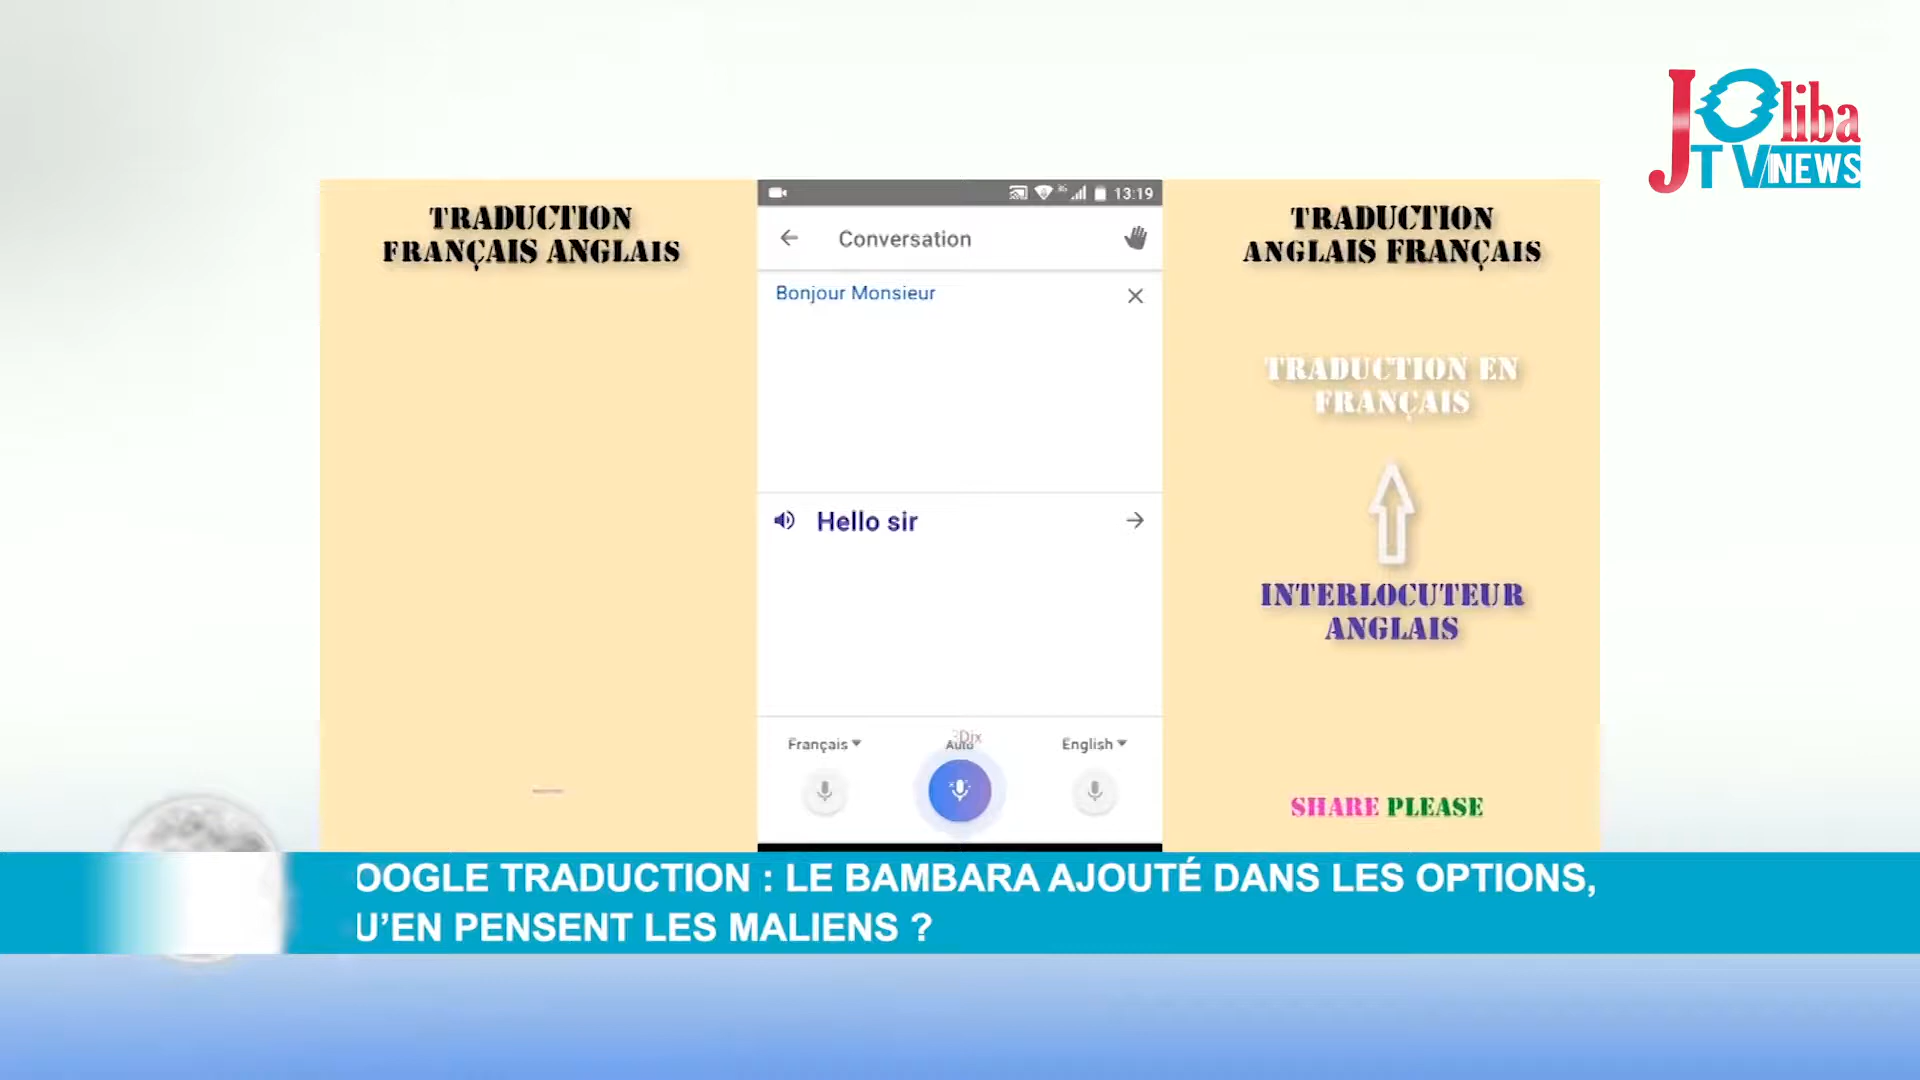 Joliba
TV NEWS
TRADUCTION
FRANÇAIS ANGLAIS
13:19
Conversation
Bonjour Monsieur
Hello sir
Français
Auto
English
TRADUCTION
ANGLAIS FRANÇAIS
TRADUCTION EN
FRANÇAIS
INTERLOCUTEUR
ANGLAIS
SHARE PLEASE
OOGLE TRADUCTION : LE BAMBARA AJOUTÉ DANS LES OPTIONS,
U’EN PENSENT LES MALIENS ?